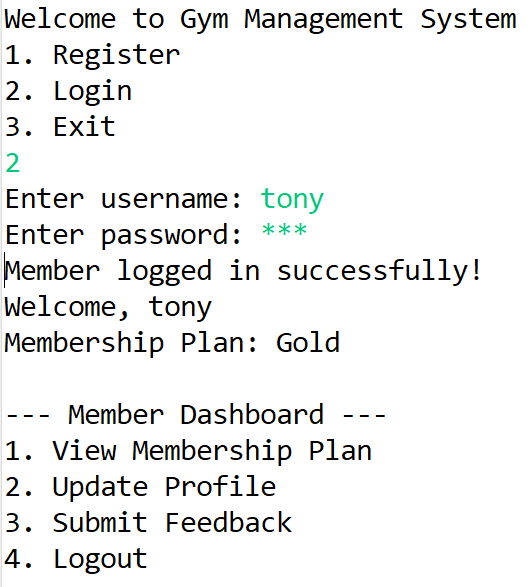 Welcome to Gym Management System
1. Register
2. Login
3. Exit
2
Enter username: tony
Enter password: ***
Member logged in successfully!
Welcome, tony
Membership Plan: Gold
--- Member Dashboard ---
1. View Membership Plan
2. Update Profile
3. Submit Feedback
4. Logout